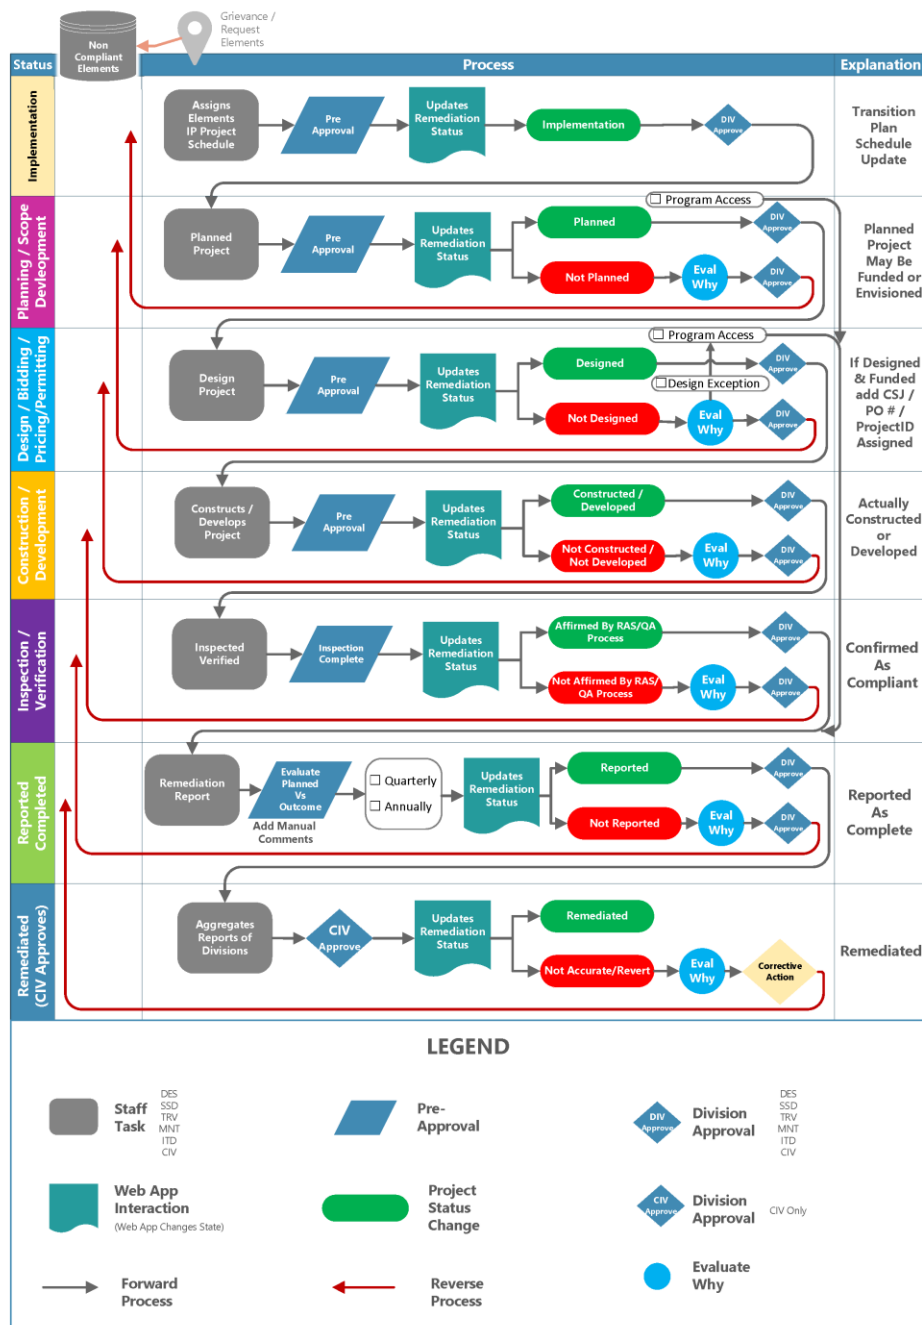 Grievance /
Request
Elements
Non
Compliant
Elements
Status
Process
Explanation
Implementation
Assigns
Elements
IP Project
Schedule
Pre
Approval
Updates
Remediation
Status
Implementation
DIV
Approve
Transition
Plan
Schedule
Update
Planning / Scope
Devleopment
Planned
Project
Pre
Approval
Updates
Remediation
Status
Program Access
Planned
DIV
Approve
Not Planned
Eval
Why
DIV
Approve
Planned
Project
May Be
Funded or
Envisioned
Design / Bidding /
Pricing/Permitting
Design
Project
Pre
Approval
Updates
Remediation
Status
Program Access
Designed
DIV
Approve
Design Exception
Not Designed
Eval
Why
DIV
Approve
If Designed
& Funded
add CSJ /
PO # /
ProjectID
Assigned
Construction /
Development
Constructs /
Develops
Project
Pre
Approval
Updates
Remediation
Status
Constructed /
Developed
DIV
Approve
Not Constructed /
Not Developed
Eval
Why
DIV
Approve
Actually
Constructed
or
Developed
Inspection /
Verification
Inspected
Verified
Inspection
Complete
Updates
Remediation
Status
Affirmed By RAS/QA
Process
DIV
Approve
Not Affirmed By RAS/
QA Process
Eval
Why
DIV
Approve
Confirmed
As
Compliant
Reported
Completed
Remediation
Report
Evaluate
Planned
Vs
Outcome
Add Manual
Comments
Quarterly
Annually
Updates
Remediation
Status
Reported
DIV
Approve
Not Reported
Eval
Why
DIV
Approve
Reported
As
Complete
Remediated
(CIV Approves)
Aggregates
Reports of
Divisions
CIV
Approve
Updates
Remediation
Status
Remediated
Not Accurate/Revert
Eval
Why
Corrective
Action
Remediated
LEGEND
Staff
Task
DES
SSD
TRV
MNT
ITD
CIV
Pre-
Approval
DIV
Approve
Division
Approval
DES
SSD
TRV
MNT
ITD
CIV
Web App
Interaction
(Web App Changes State)
Project
Status
Change
CIV
Approve
Division
Approval
CIV Only
Forward
Process
Reverse
Process
Evaluate
Why